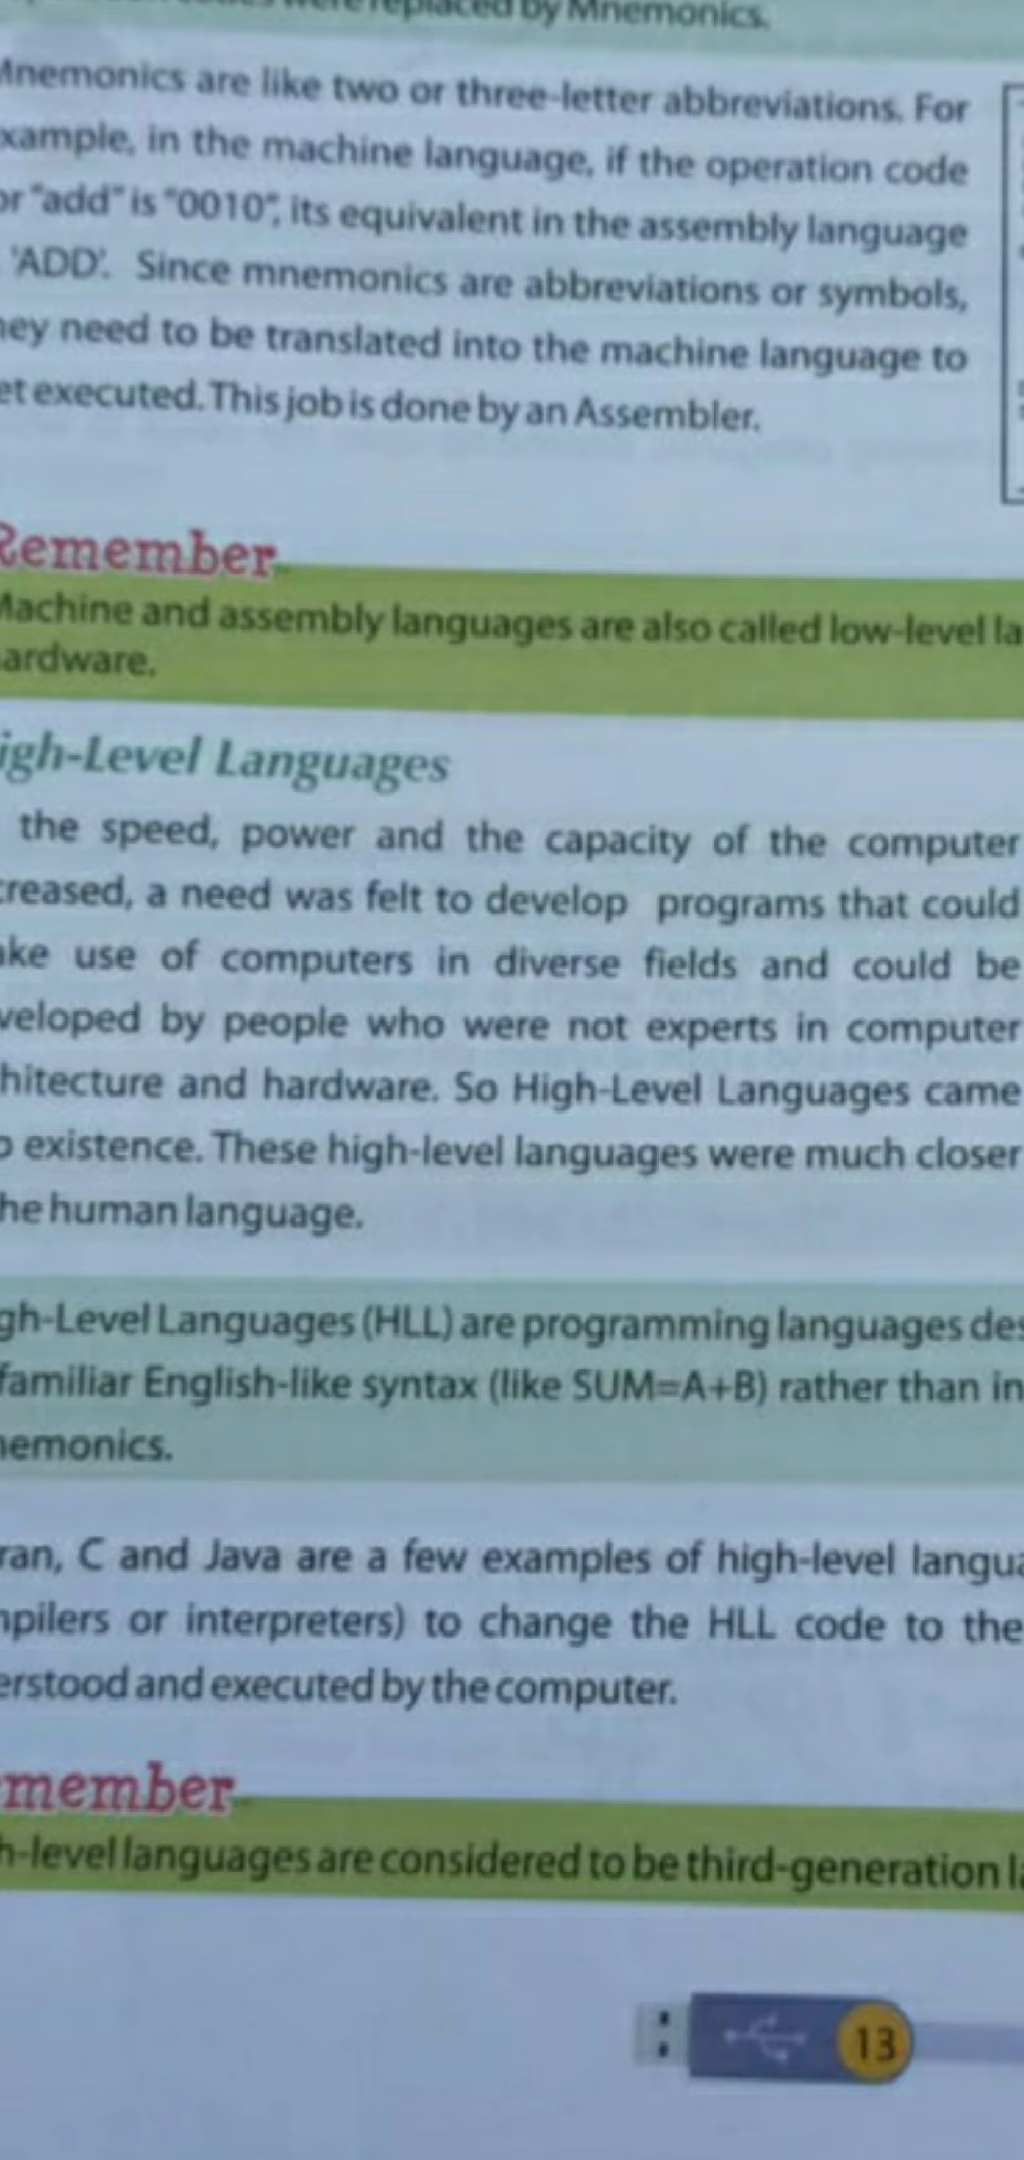 were replaced by Mnemonics.
Mnemonics are like two or three-letter abbreviations. For
xample, in the machine language, if the operation code
or "add" is "0010", its equivalent in the assembly language
'ADD'. Since mnemonics are abbreviations or symbols,
hey need to be translated into the machine language to
et executed. This job is done by an Assembler.
Remember
Machine and assembly languages are also called low-level la
ardware.
igh-Level Languages
the speed, power and the capacity of the computer
creased, a need was felt to develop programs that could
ake use of computers in diverse fields and could be
veloped by people who were not experts in computer
hitecture and hardware. So High-Level Languages came
o existence. These high-level languages were much closer
he human language.
gh-Level Languages (HLL) are programming languages des
familiar English-like syntax (like SUM=A+B) rather than in
nemonics.
ran, C and Java are a few examples of high-level langua
mpilers or interpreters) to change the HLL code to the
erstood and executed by the computer.
member
h-level languages are considered to be third-generation la
13